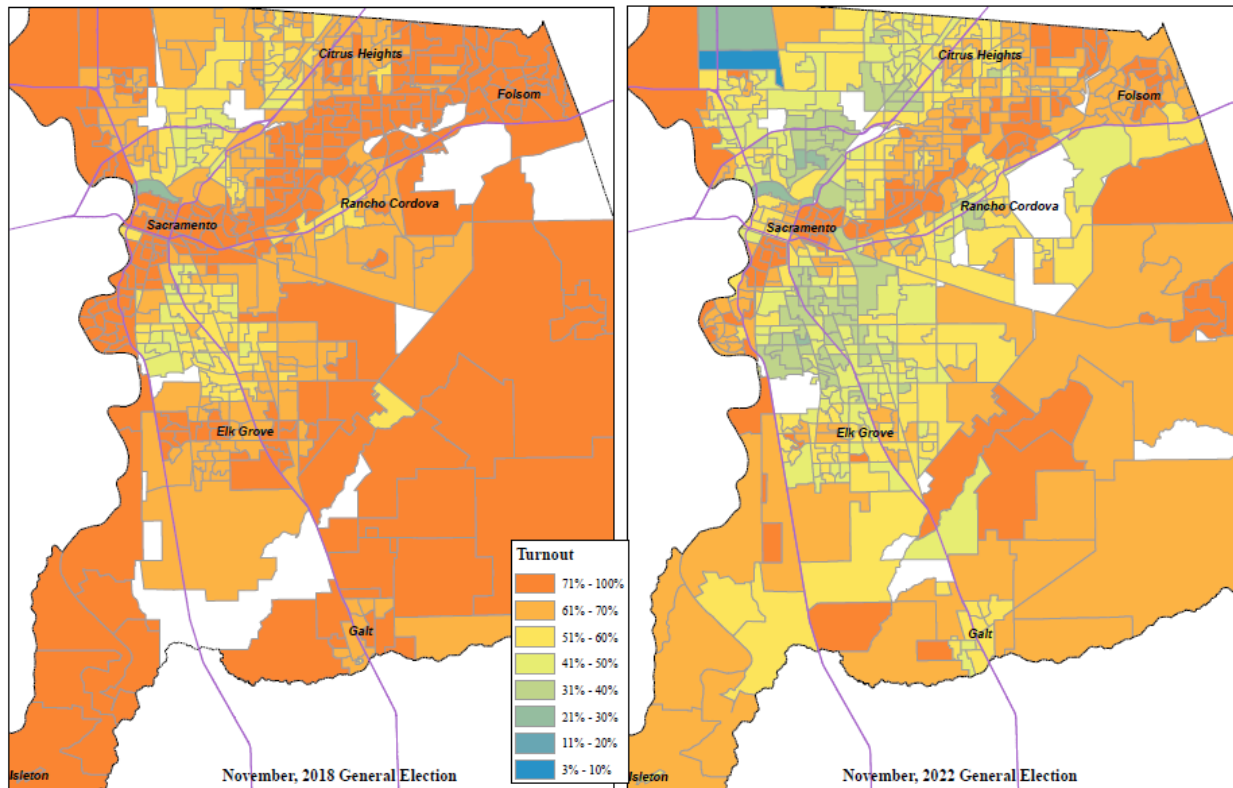 Citrus Heights
Folsom
Rancho Cordova
Sacramento
Elk Grove
Galt
Isleton
November, 2018 General Election
Turnout
71% - 100%
61% - 70%
51% - 60%
41% - 50%
31% - 40%
21% - 30%
11% - 20%
3% - 10%
Citrus Heights
Folsom
Rancho Cordova
Sacramento
Elk Grove
Galt
Isleton
November, 2022 General Election